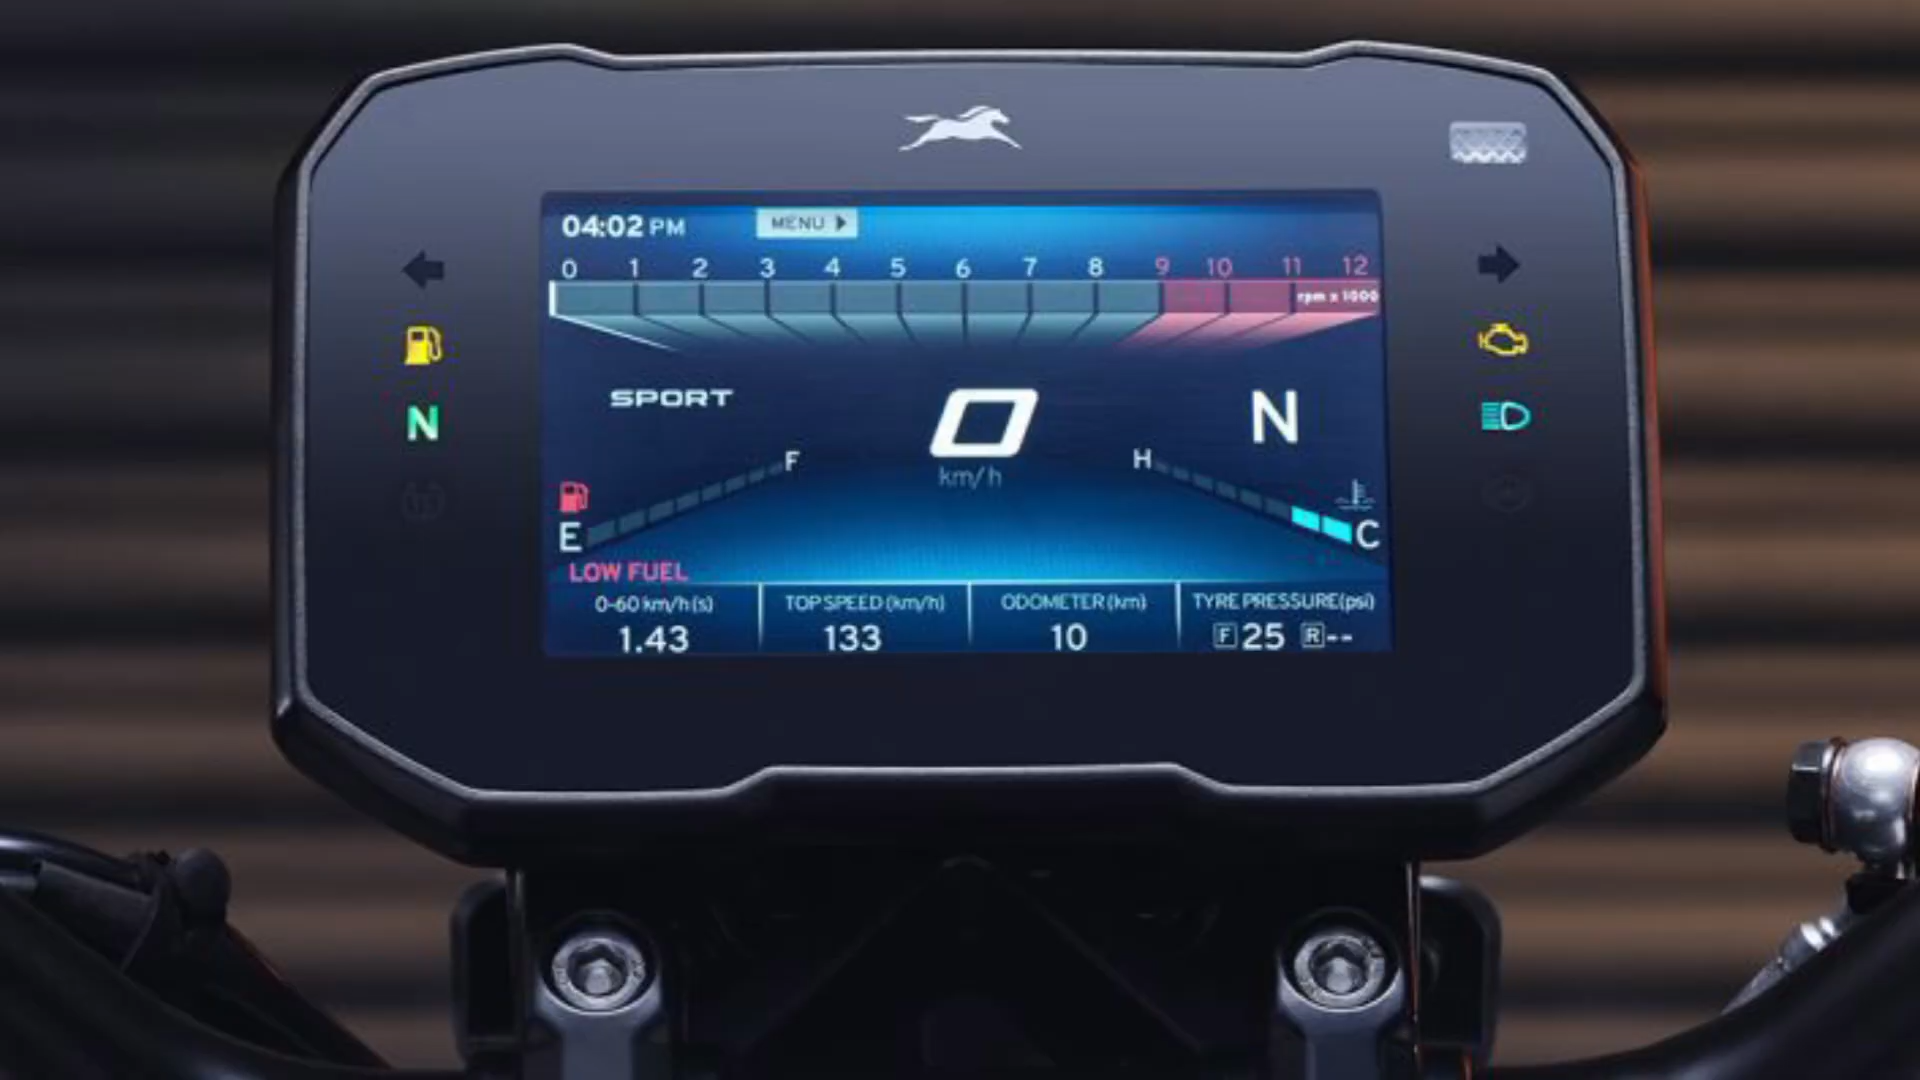 04:02 PM MENU
0 1 2 3 4 5 6 7 8 9 10 11 12
rpm x 1000
SPORT 0 N
km/h
N
F H
E C
LOW FUEL
0-60 km/h (s) TOP SPEED (km/h) ODOMETER (km) TYRE PRESSURE(psi)
1.43 133 10 F 25 R --